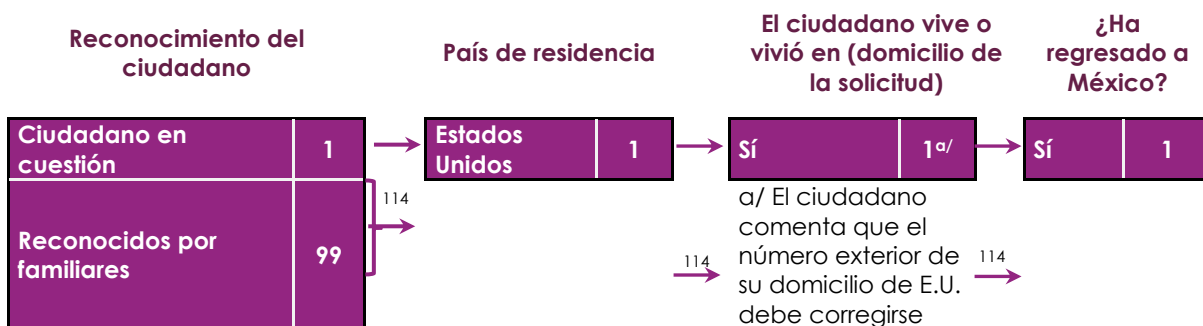 Reconocimiento del
ciudadano
País de residencia
El ciudadano vive o
vivió en (domicilio de
la solicitud)
¿Ha
regresado a
México?
Ciudadano en
cuestión
1
Estados
Unidos
1
Sí
1ª/
Sí
1
Reconocidos por
familiares
99
114
114
a/ El ciudadano
comenta que el
número exterior de
su domicilio de E.U.
debe corregirse
114